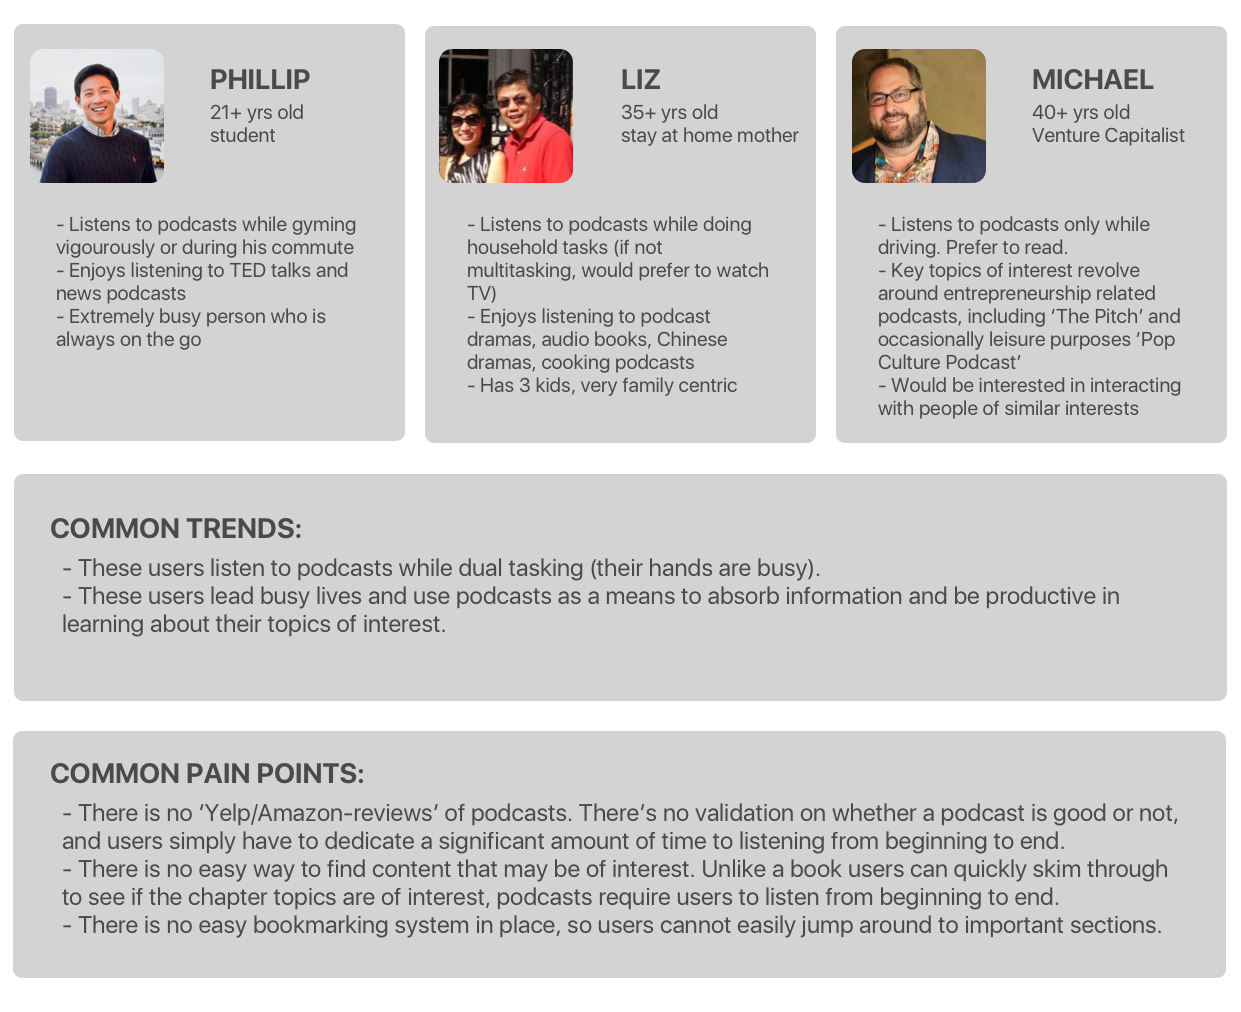 PHILLIP
21+ yrs old
student
- Listens to podcasts while gyming
vigourously or during his commute
- Enjoys listening to TED talks and
news podcasts
- Extremely busy person who is
always on the go
LIZ
35+ yrs old
stay at home mother
- Listens to podcasts while doing
household tasks (if not
multitasking, would prefer to watch
TV)
- Enjoys listening to podcast
dramas, audio books, Chinese
dramas, cooking podcasts
- Has 3 kids, very family centric
MICHAEL
40+ yrs old
Venture Capitalist
- Listens to podcasts only while
driving. Prefer to read.
- Key topics of interest revolve
around entrepreneurship related
podcasts, including ‘The Pitch’ and
occasionally leisure purposes ‘Pop
Culture Podcast’
- Would be interested in interacting
with people of similar interests
COMMON TRENDS:
- These users listen to podcasts while dual tasking (their hands are busy).
- These users lead busy lives and use podcasts as a means to absorb information and be productive in
learning about their topics of interest.
COMMON PAIN POINTS:
- There is no ‘Yelp/Amazon-reviews’ of podcasts. There’s no validation on whether a podcast is good or not,
and users simply have to dedicate a significant amount of time to listening from beginning to end.
- There is no easy way to find content that may be of interest. Unlike a book users can quickly skim through
to see if the chapter topics are of interest, podcasts require users to listen from beginning to end.
- There is no easy bookmarking system in place, so users cannot easily jump around to important sections.